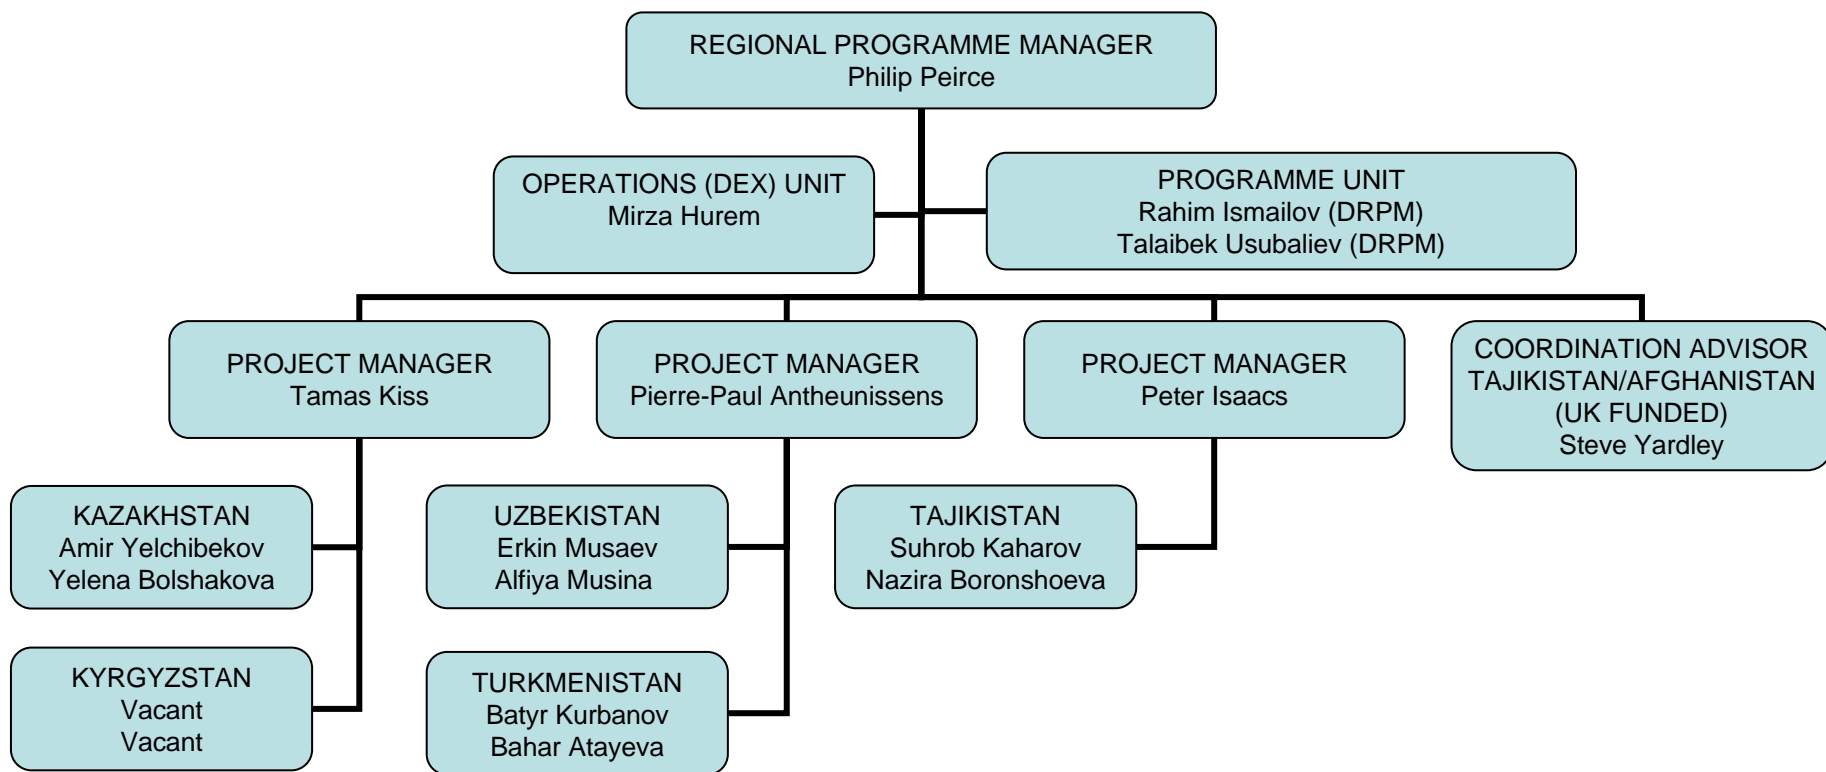 REGIONAL PROGRAMME MANAGER
Philip Peirce
OPERATIONS (DEX) UNIT
Mirza Hurem
PROGRAMME UNIT
Rahim Ismailov (DRPM)
Talaibek Usubaliev (DRPM)
PROJECT MANAGER
Tamas Kiss
PROJECT MANAGER
Pierre-Paul Antheunissens
PROJECT MANAGER
Peter Isaacs
COORDINATION ADVISOR
TAJIKISTAN/AFGHANISTAN
(UK FUNDED)
Steve Yardley
KAZAKHSTAN
Amir Yelchibekov
Yelena Bolshakova
UZBEKISTAN
Erkin Musaev
Alfiya Musina
TAJIKISTAN
Suhrob Kaharov
Nazira Boronshoeva
KYRGYZSTAN
Vacant
Vacant
TURKMENISTAN
Batyr Kurbanov
Bahar Atayeva